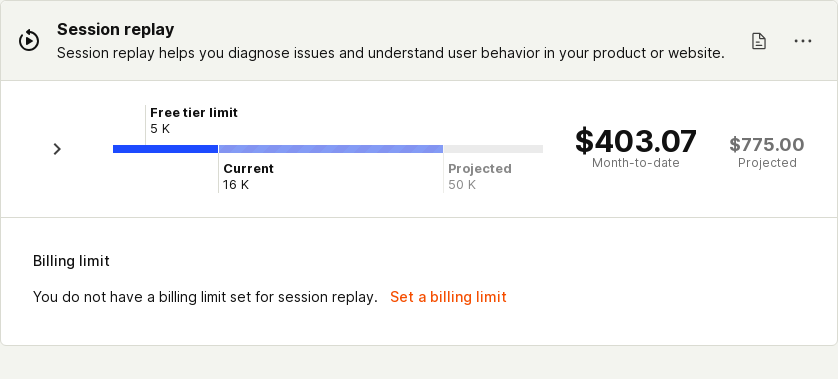 Session replay
Session replay helps you diagnose issues and understand user behavior in your product or website.
Free tier limit
5 K
Current
16 K
Projected
50 K
$403.07
Month-to-date
$775.00
Projected
Billing limit
You do not have a billing limit set for session replay. Set a billing limit